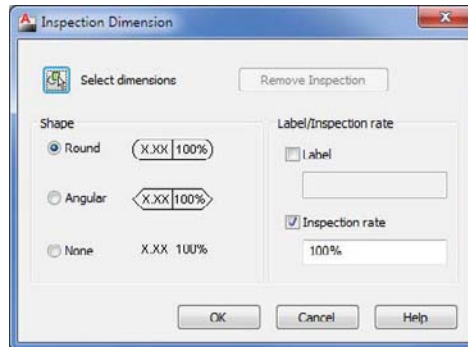 Inspection Dimension
Select dimensions
Remove Inspection
Shape
Round
X.XX 100%
Angular
X.XX 100%
None
X.XX 100%
Label/Inspection rate
Label
Inspection rate
100%
OK
Cancel
Help